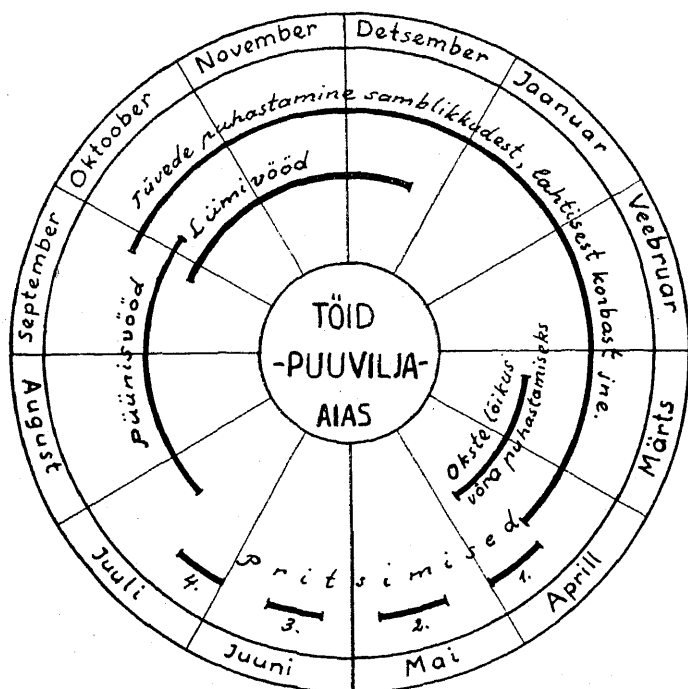 Jaanuar
Veebruar
Märts
Aprill
Mai
Juuni
Juuli
August
September
Oktoober
November
Detsember
Tüvede puhastamine samblikkudest, lahtisest korbast jne.
Liimivööd
Püünisvööd
Okste lõikus
võra puhastamiseks
Pritsimised
1.
2.
3.
4.
TÖID
-PUUVILJA-
AIAS